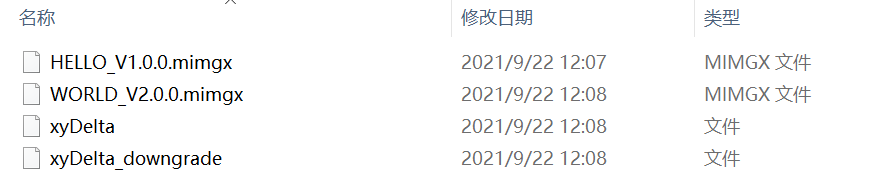 名称 修改日期 类型
HELLO_V1.0.0.mimgx 2021/9/22 12:07 MIMGX 文件
WORLD_V2.0.0.mimgx 2021/9/22 12:08 MIMGX 文件
xyDelta 2021/9/22 12:08 文件
xyDelta_downgrade 2021/9/22 12:08 文件